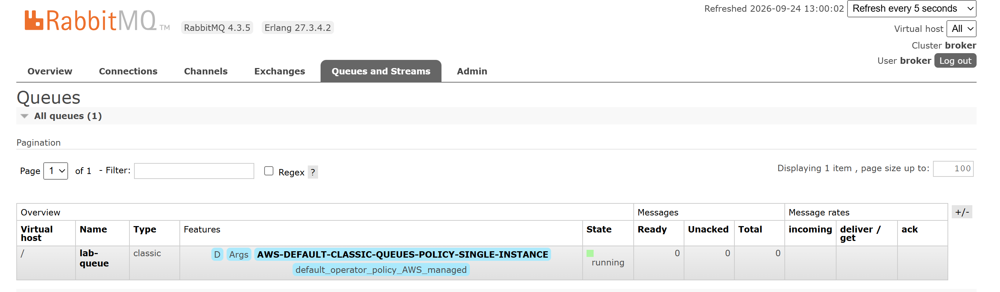 RabbitMQ TM RabbitMQ 4.3.5 Erlang 27.3.4.2
Refreshed 2026-09-24 13:00:02 Refresh every 5 seconds
Virtual host All
Cluster broker
User broker Log out
Overview Connections Channels Exchanges Queues and Streams Admin
Queues
All queues (1)
Pagination
Page 1 of 1 - Filter: Regex ? Displaying 1 item , page size up to: 100
Overview Messages Message rates +/-
Virtual host Name Type Features State Ready Unacked Total incoming deliver / get ack
/ lab-queue classic D Args AWS-DEFAULT-CLASSIC-QUEUES-POLICY-SINGLE-INSTANCE default_operator_policy_AWS_managed running 0 0 0